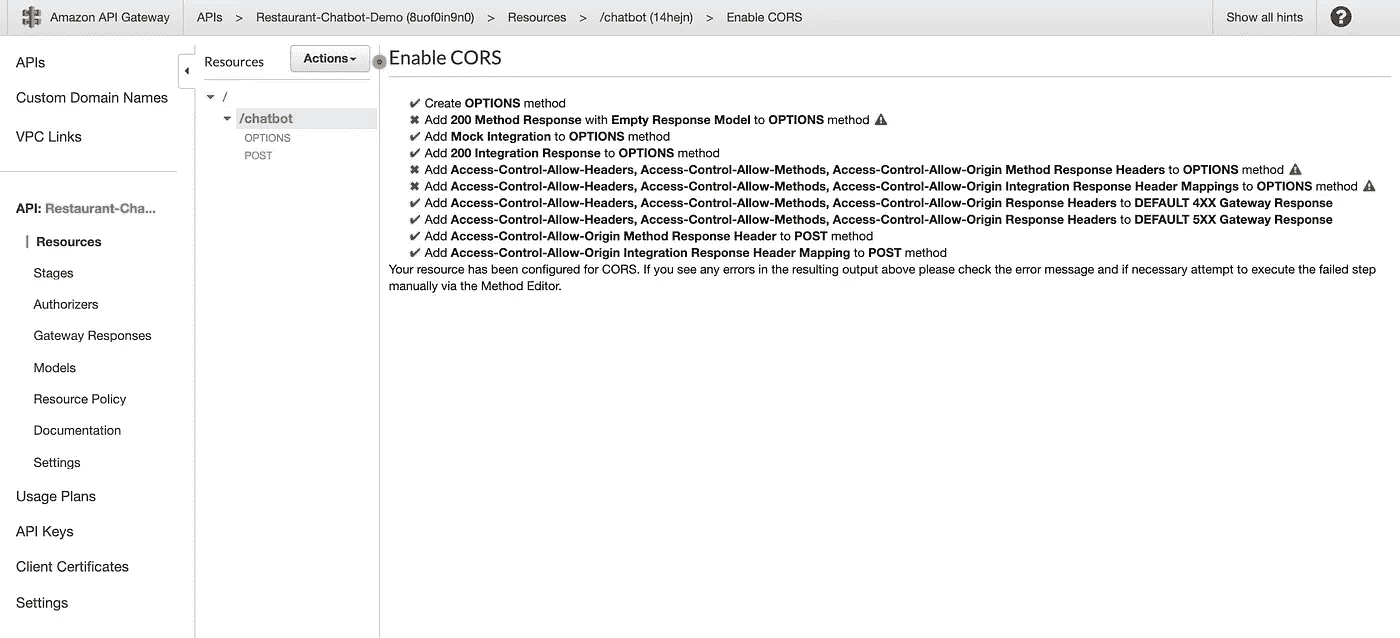 Amazon API Gateway
APIs > Restaurant-Chatbot-Demo (8uof0in9n0) > Resources > /chatbot (14hejn) > Enable CORS
Show all hints
?
APIs
Custom Domain Names
VPC Links
API: Restaurant-Cha...
Resources
Stages
Authorizers
Gateway Responses
Models
Resource Policy
Documentation
Settings
Usage Plans
API Keys
Client Certificates
Settings
Resources
Actions
/
/chatbot
OPTIONS
POST
Enable CORS
✔ Create OPTIONS method
✖ Add 200 Method Response with Empty Response Model to OPTIONS method
✔ Add Mock Integration to OPTIONS method
✔ Add 200 Integration Response to OPTIONS method
✖ Add Access-Control-Allow-Headers, Access-Control-Allow-Methods, Access-Control-Allow-Origin Method Response Headers to OPTIONS method
✖ Add Access-Control-Allow-Headers, Access-Control-Allow-Methods, Access-Control-Allow-Origin Integration Response Header Mappings to OPTIONS method
✔ Add Access-Control-Allow-Headers, Access-Control-Allow-Methods, Access-Control-Allow-Origin Response Headers to DEFAULT 4XX Gateway Response
✔ Add Access-Control-Allow-Headers, Access-Control-Allow-Methods, Access-Control-Allow-Origin Response Headers to DEFAULT 5XX Gateway Response
✔ Add Access-Control-Allow-Origin Method Response Header to POST method
✔ Add Access-Control-Allow-Origin Integration Response Header Mapping to POST method
Your resource has been configured for CORS. If you see any errors in the resulting output above please check the error message and if necessary attempt to execute the failed step
manually via the Method Editor.